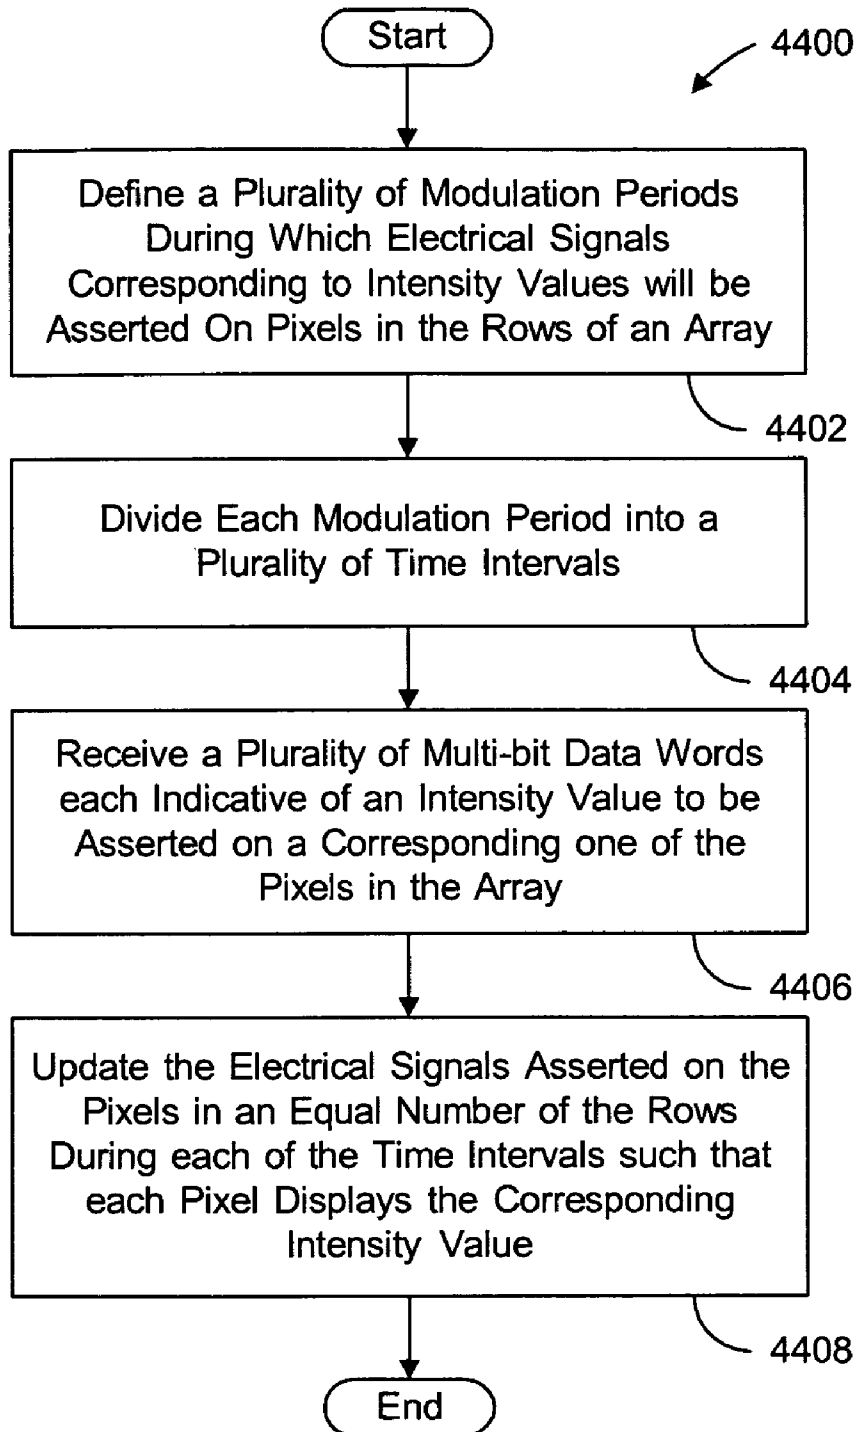 Start
4400
Define a Plurality of Modulation Periods
During Which Electrical Signals
Corresponding to Intensity Values will be
Asserted On Pixels in the Rows of an Array
4402
Divide Each Modulation Period into a
Plurality of Time Intervals
4404
Receive a Plurality of Multi-bit Data Words
each Indicative of an Intensity Value to be
Asserted on a Corresponding one of the
Pixels in the Array
4406
Update the Electrical Signals Asserted on the
Pixels in an Equal Number of the Rows
During each of the Time Intervals such that
each Pixel Displays the Corresponding
Intensity Value
4408
End